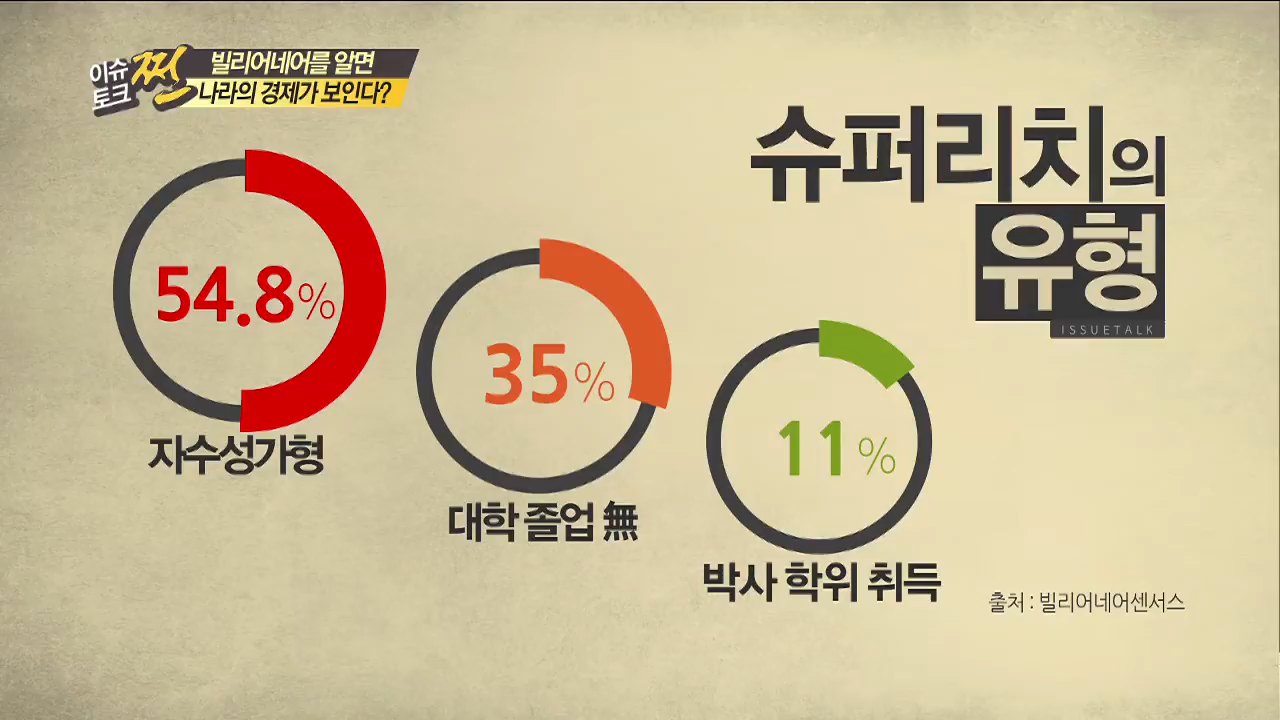 이슈
토크
찐
빌리어네어를 알면
나라의 경제가 보인다?
슈퍼리치의
유형
ISSUETALK
54.8%
자수성가형
35%
대학 졸업 無
11%
박사 학위 취득
출처 : 빌리어네어센서스